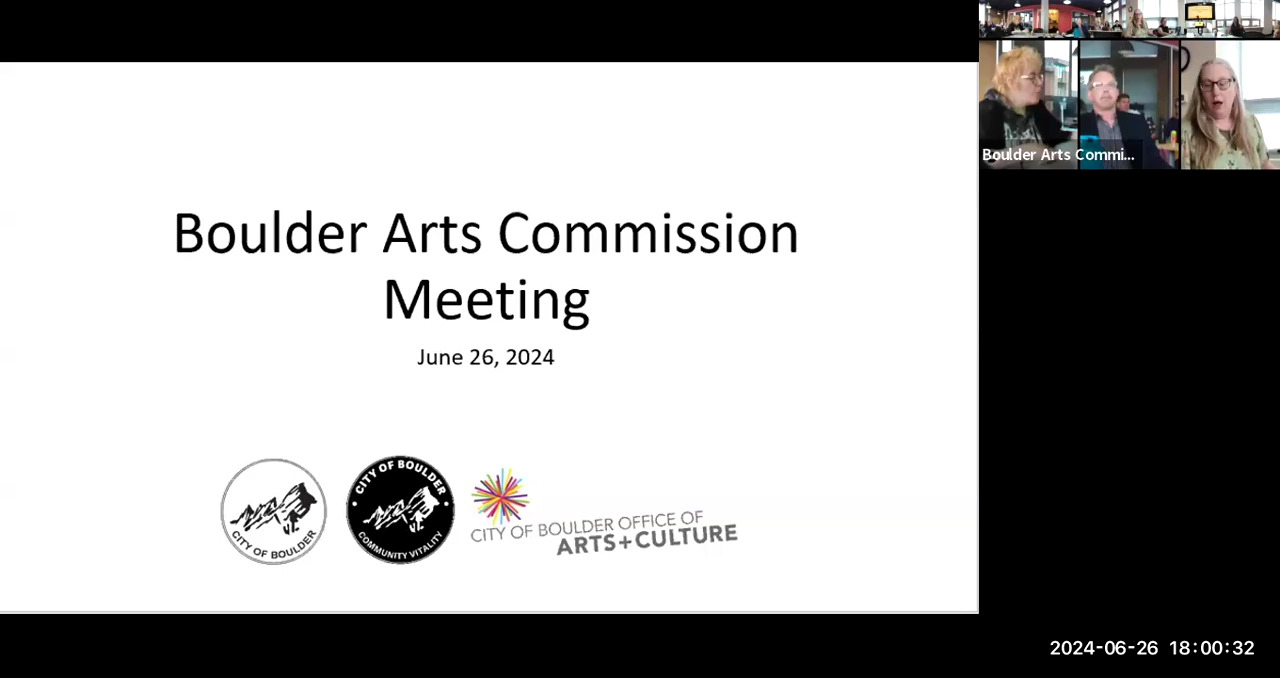 Boulder Arts Commi...
Boulder Arts Commission
Meeting
June 26, 2024
CITY OF BOULDER
CITY OF BOULDER
COMMUNITY VITALITY
CITY OF BOULDER OFFICE OF
ARTS+CULTURE
2024-06-26 18:00:32